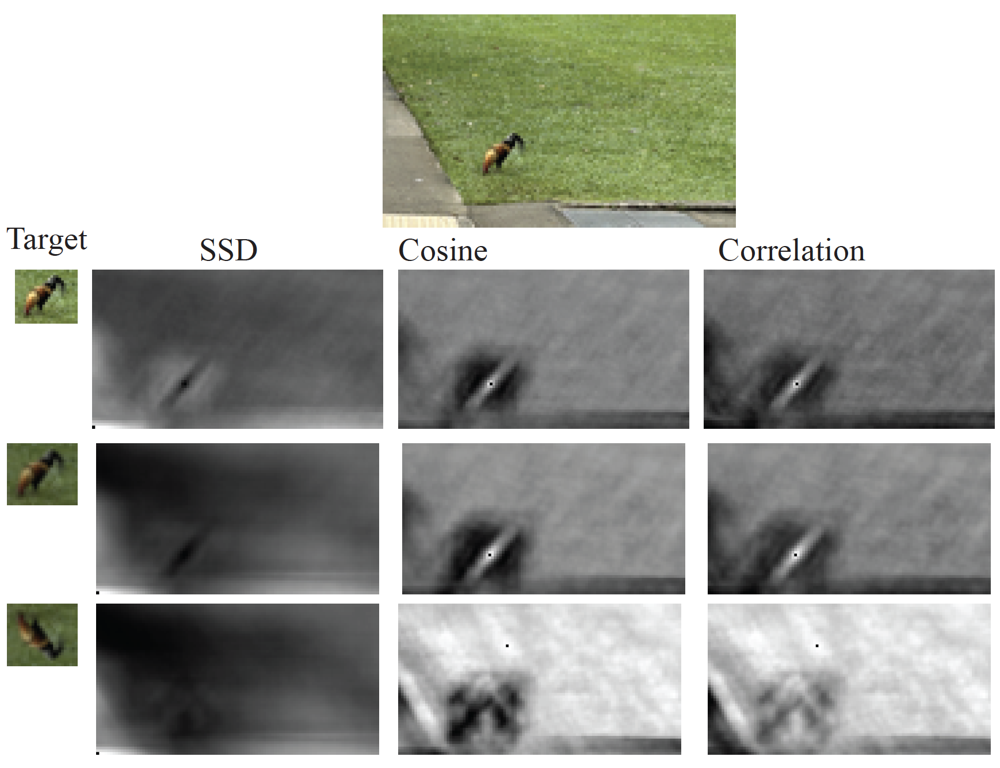 Target
SSD
Cosine
Correlation